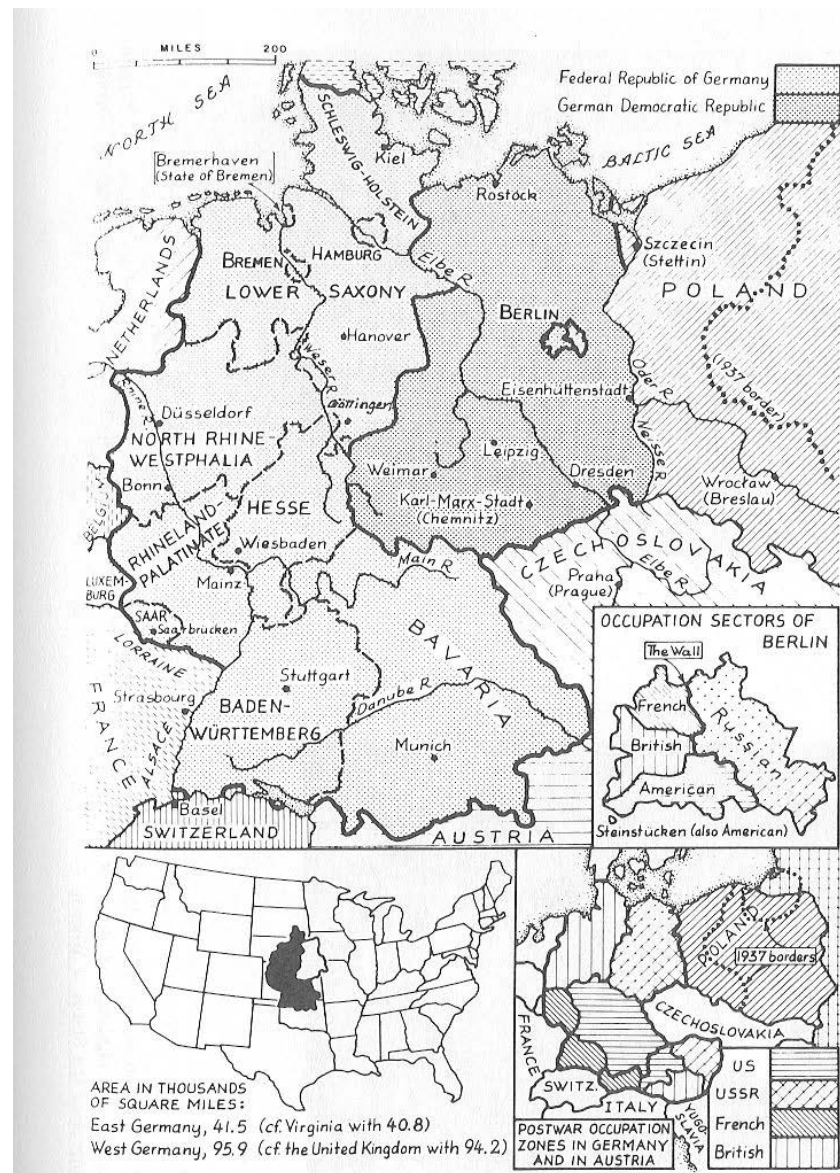 MILES
0 200
Federal Republic of Germany
German Democratic Republic
NORTH SEA
BALTIC SEA
SCHLESWIG-HOLSTEIN
Kiel
Bremerhaven
(State of Bremen)
Rostock
HAMBURG
Elbe R
Szczecin
(Stettin)
NETHERLANDS
BREMEN
LOWER SAXONY
POLAND
BERLIN
Hanover
Weser R
Eisenhüttenstadt
Oder R
(1937 border)
Rhine R
Düsseldorf
Göttingen
NORTH RHINE-
WESTPHALIA
Leipzig
Neisse R
Weimar
Dresden
Wrocław
(Breslau)
Bonn
HESSE
Karl-Marx-Stadt
(Chemnitz)
BELGIUM
RHINELAND-
PALATINATE
Wiesbaden
CZECHOSLOVAKIA
Elbe R
Main R
Praha
(Prague)
LUXEM-
BURG
Mainz
SAAR
Saarbrücken
LORRAINE
BAVARIA
FRANCE
Strasbourg
Stuttgart
ALSACE
BADEN-
WÜRTTEMBERG
Danube R
Munich
Basel
SWITZERLAND
AUSTRIA
OCCUPATION SECTORS OF
BERLIN
The Wall
French
Russian
British
American
Steinstücken (also American)
AREA IN THOUSANDS
OF SQUARE MILES:
East Germany, 41.5 (cf. Virginia with 40.8)
West Germany, 95.9 (cf. the United Kingdom with 94.2)
POLAND
1937 borders
CZECHOSLOVAKIA
FRANCE
SWITZ.
ITALY
YUGO-
SLAVIA
POSTWAR OCCUPATION
ZONES IN GERMANY
AND IN AUSTRIA
US
USSR
French
British